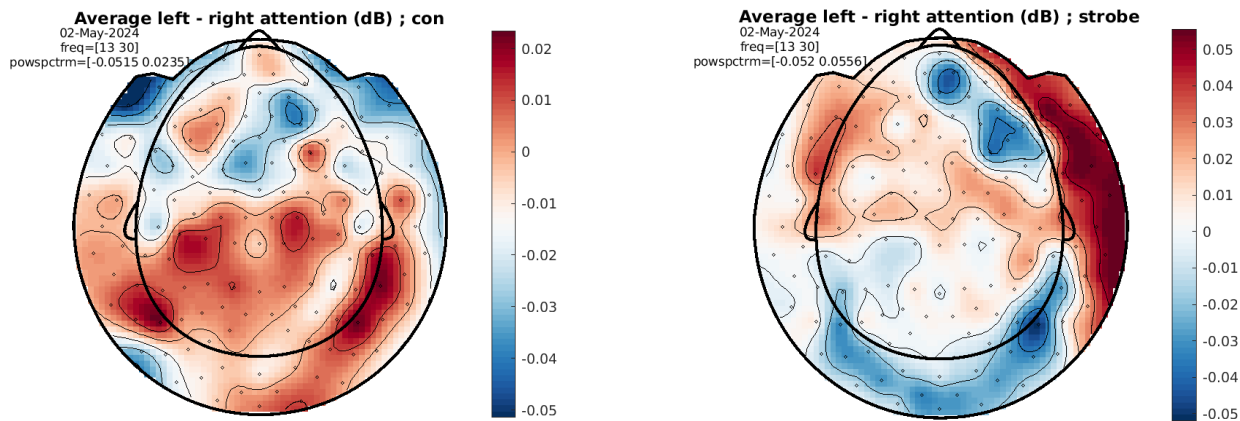 Average left - right attention (dB) ; con
02-May-2024
freq=[13 30]
powspctrm=[-0.0515 0.0235]
0.02
0.01
0
-0.01
-0.02
-0.03
-0.04
-0.05
Average left - right attention (dB) ; strobe
02-May-2024
freq=[13 30]
powspctrm=[-0.052 0.0556]
0.05
0.04
0.03
0.02
0.01
0
-0.01
-0.02
-0.03
-0.04
-0.05